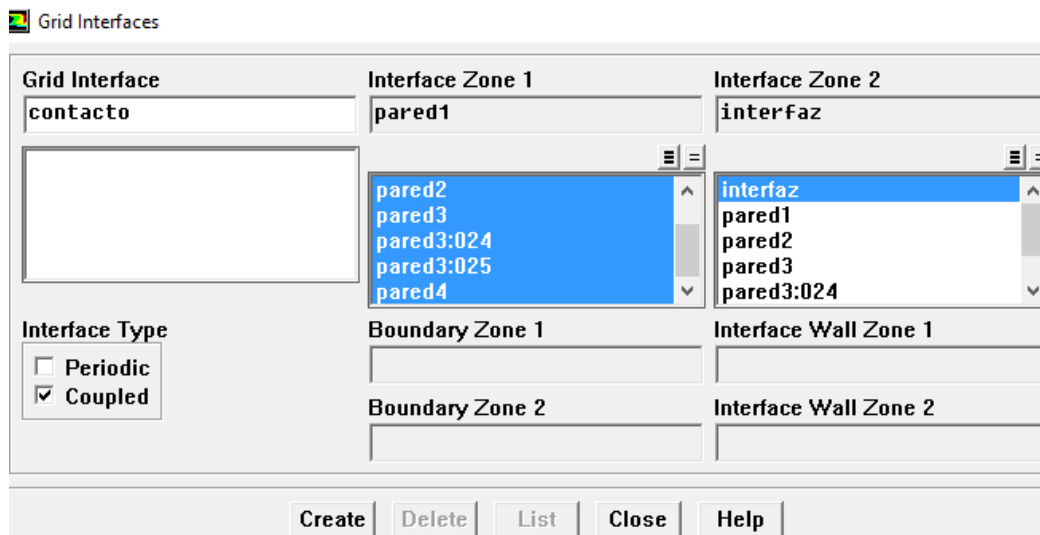 Grid Interfaces
Grid Interface Interface Zone 1 Interface Zone 2
contacto pared1 interfaz
pared2 interfaz
pared3 pared1
pared3:024 pared2
pared3:025 pared3
pared4 pared3:024
Interface Type Boundary Zone 1 Interface Wall Zone 1
Periodic
Coupled
Boundary Zone 2 Interface Wall Zone 2
Create Delete List Close Help